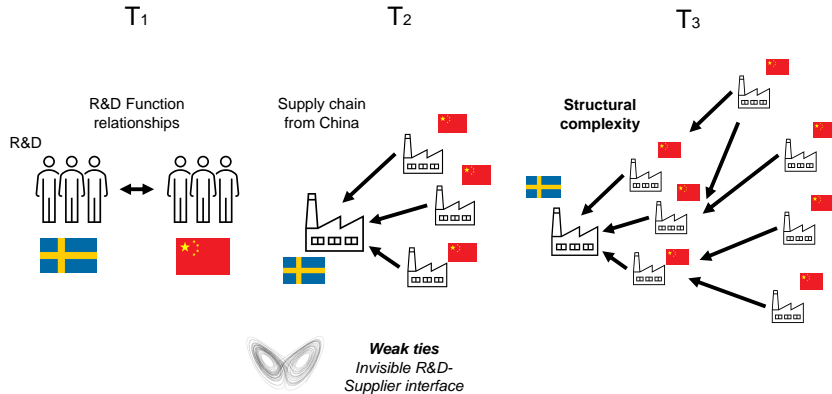 T1
T2
T3
R&D Function
relationships
R&D
Supply chain
from China
Structural
complexity
Weak ties
Invisible R&D-
Supplier interface